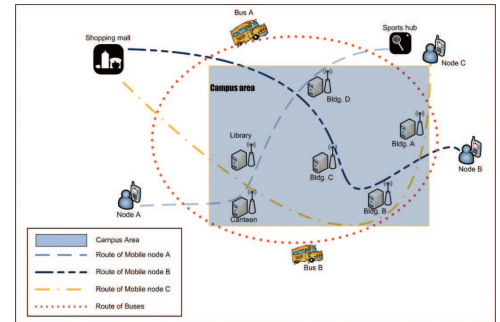 Bus A
Sports hub
Shopping mall
Node C
Campus area
Bldg. D
Bldg. A
Library
Node B
Bldg. C
Node A
Canteen
Bldg. B
Bus B
Campus Area
Route of Mobile node A
Route of Mobile node B
Route of Mobile node C
Route of Buses